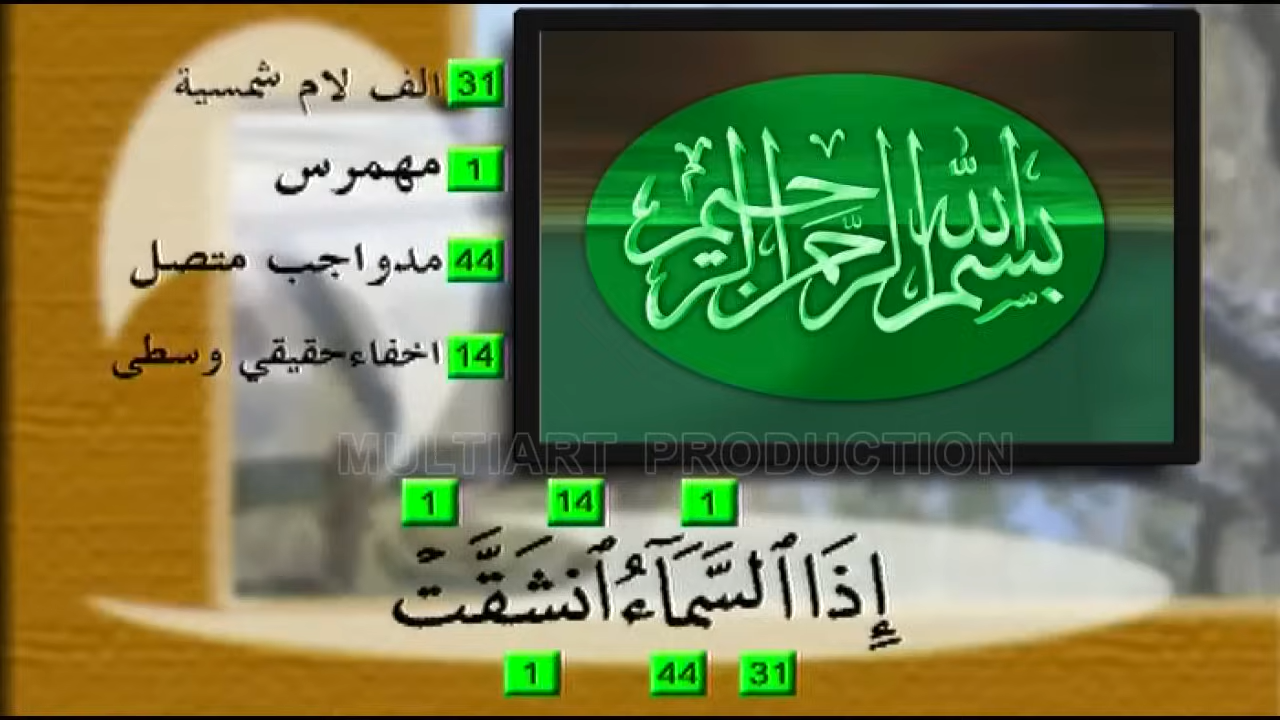 31 الف لام شمسية
1 مهمرس
44 مدواجب متصل
14 اخفاءحقيقي وسطى
بسم الله الرحمن الرحيم
MULTIART PRODUCTION
1 14 1
إِذَا ٱلسَّمَآءُ ٱنشَقَّتْ
31 44 1